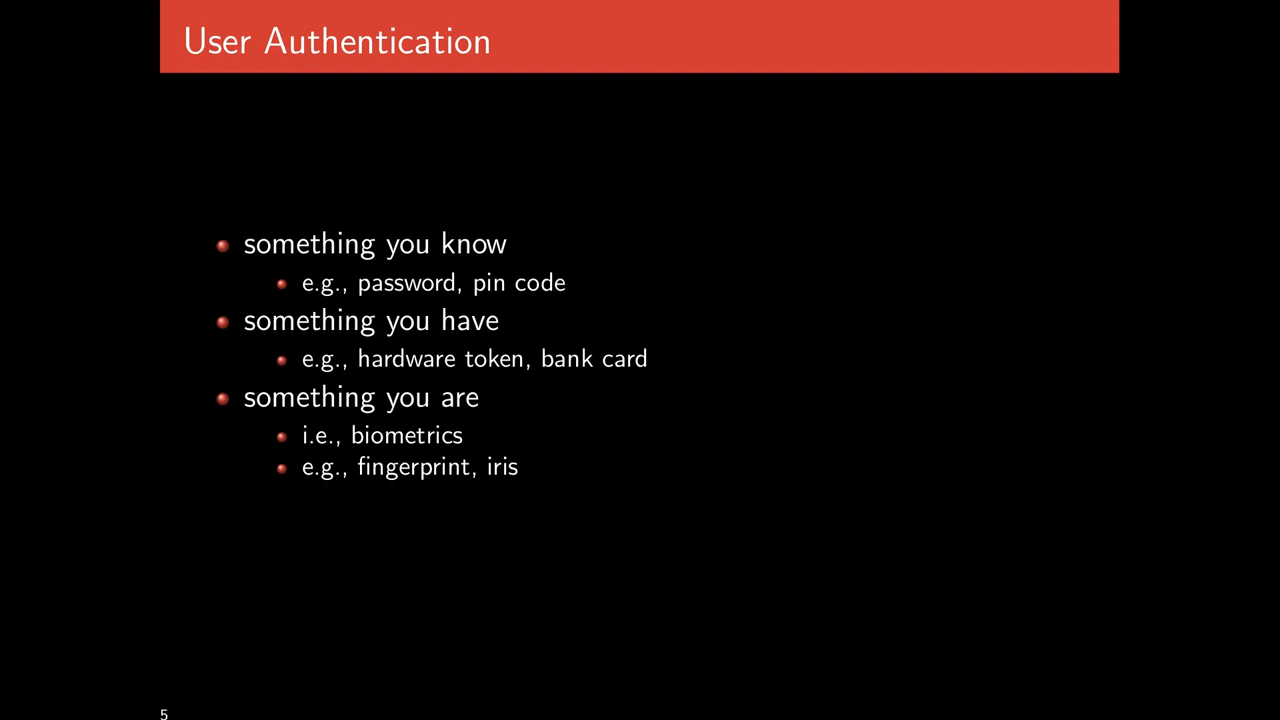 User Authentication
something you know
e.g., password, pin code
something you have
e.g., hardware token, bank card
something you are
i.e., biometrics
e.g., fingerprint, iris
5